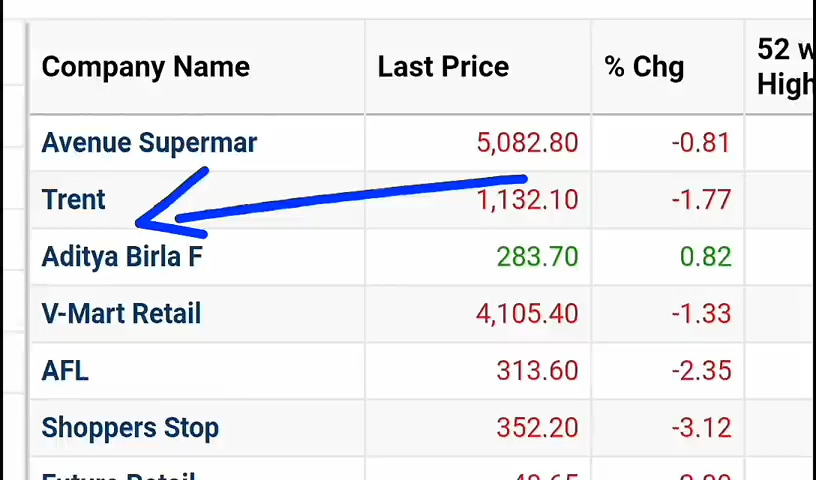 Company Name Last Price % Chg 52 w
High
Avenue Supermar 5,082.80 -0.81
Trent 1,132.10 -1.77
Aditya Birla F 283.70 0.82
V-Mart Retail 4,105.40 -1.33
AFL 313.60 -2.35
Shoppers Stop 352.20 -3.12
Future Retail